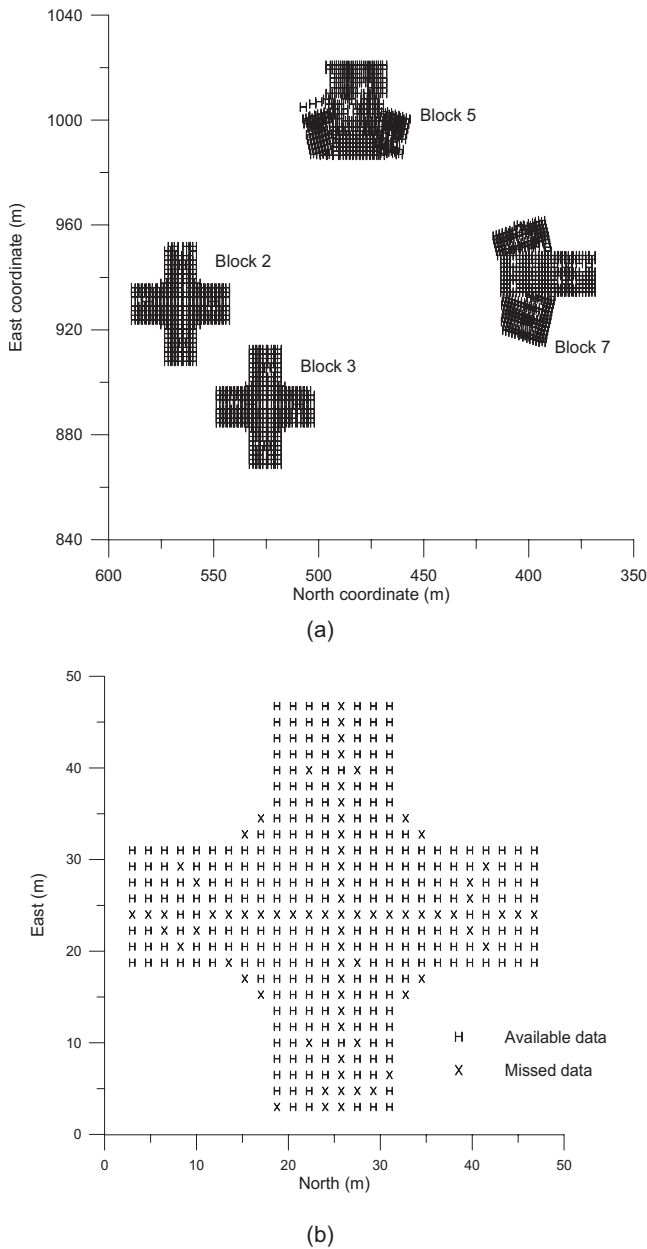 1040
1000
960
920
880
840
East coordinate (m)
Block 5
Block 2
Block 3
Block 7
600
550
500
450
400
350
North coordinate (m)
(a)
50
40
30
20
10
0
East (m)
H Available data
X Missed data
0
10
20
30
40
50
North (m)
(b)